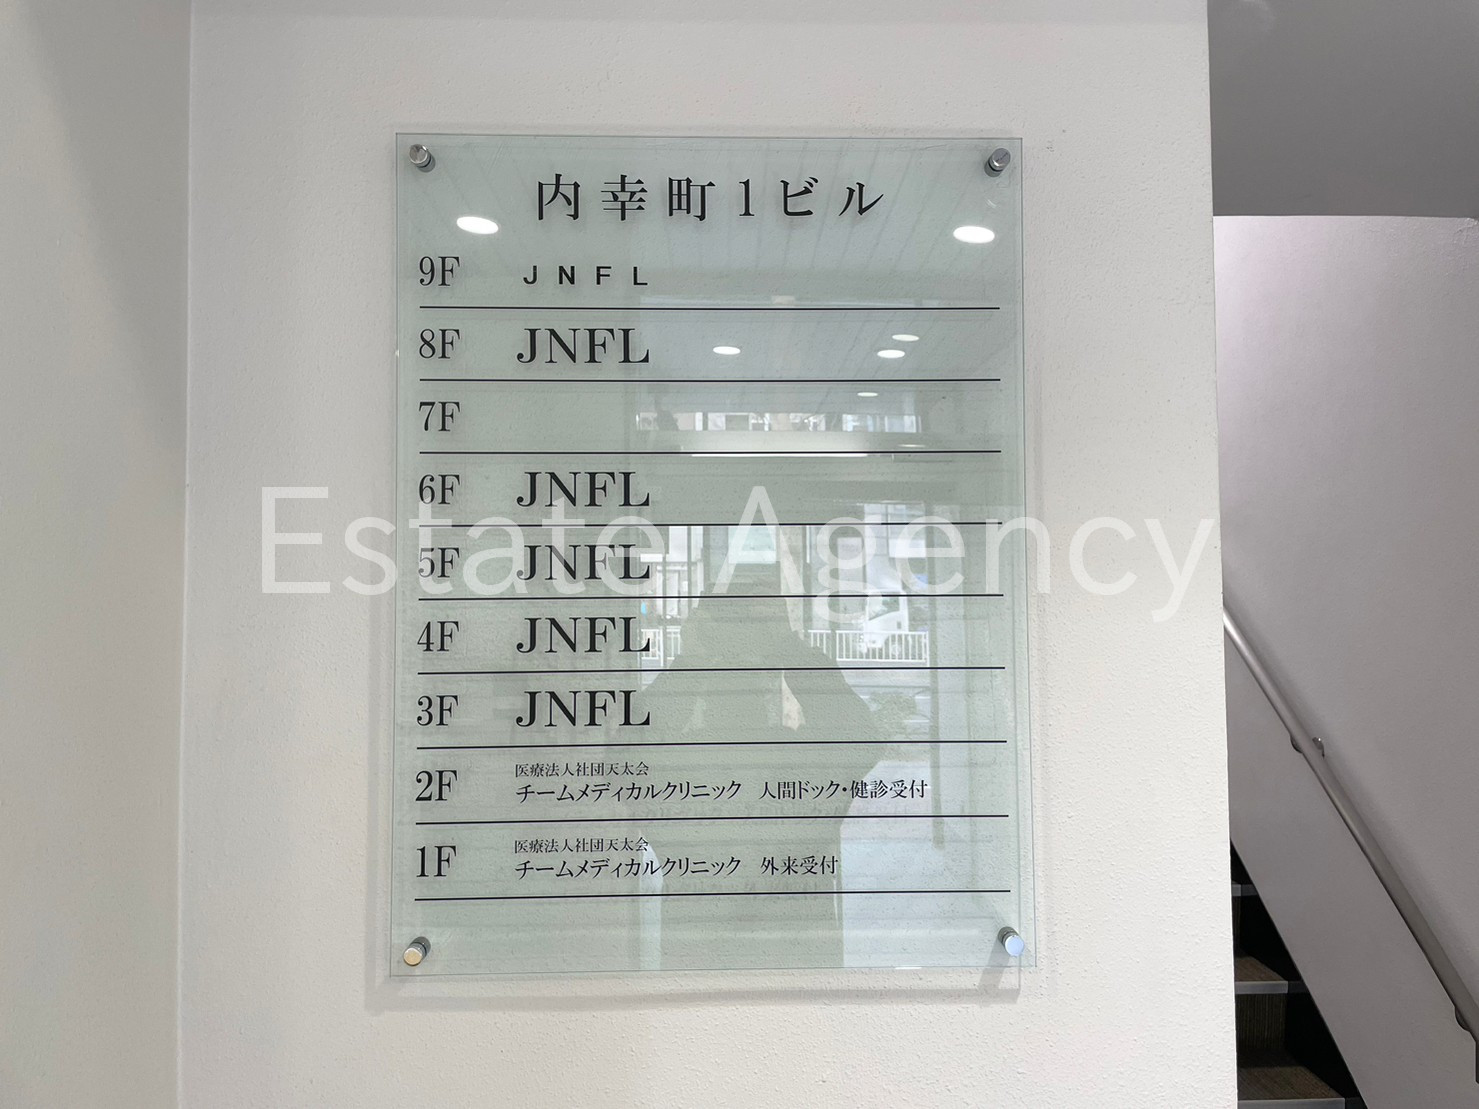 内幸町1ビル
9F JNFL
8F JNFL
7F
6F JNFL
Estate Agency
5F JNFL
4F JNFL
3F JNFL
2F 医療法人社団天太会
チームメディカルクリニック 人間ドック・健診受付
1F 医療法人社団天太会
チームメディカルクリニック 外来受付